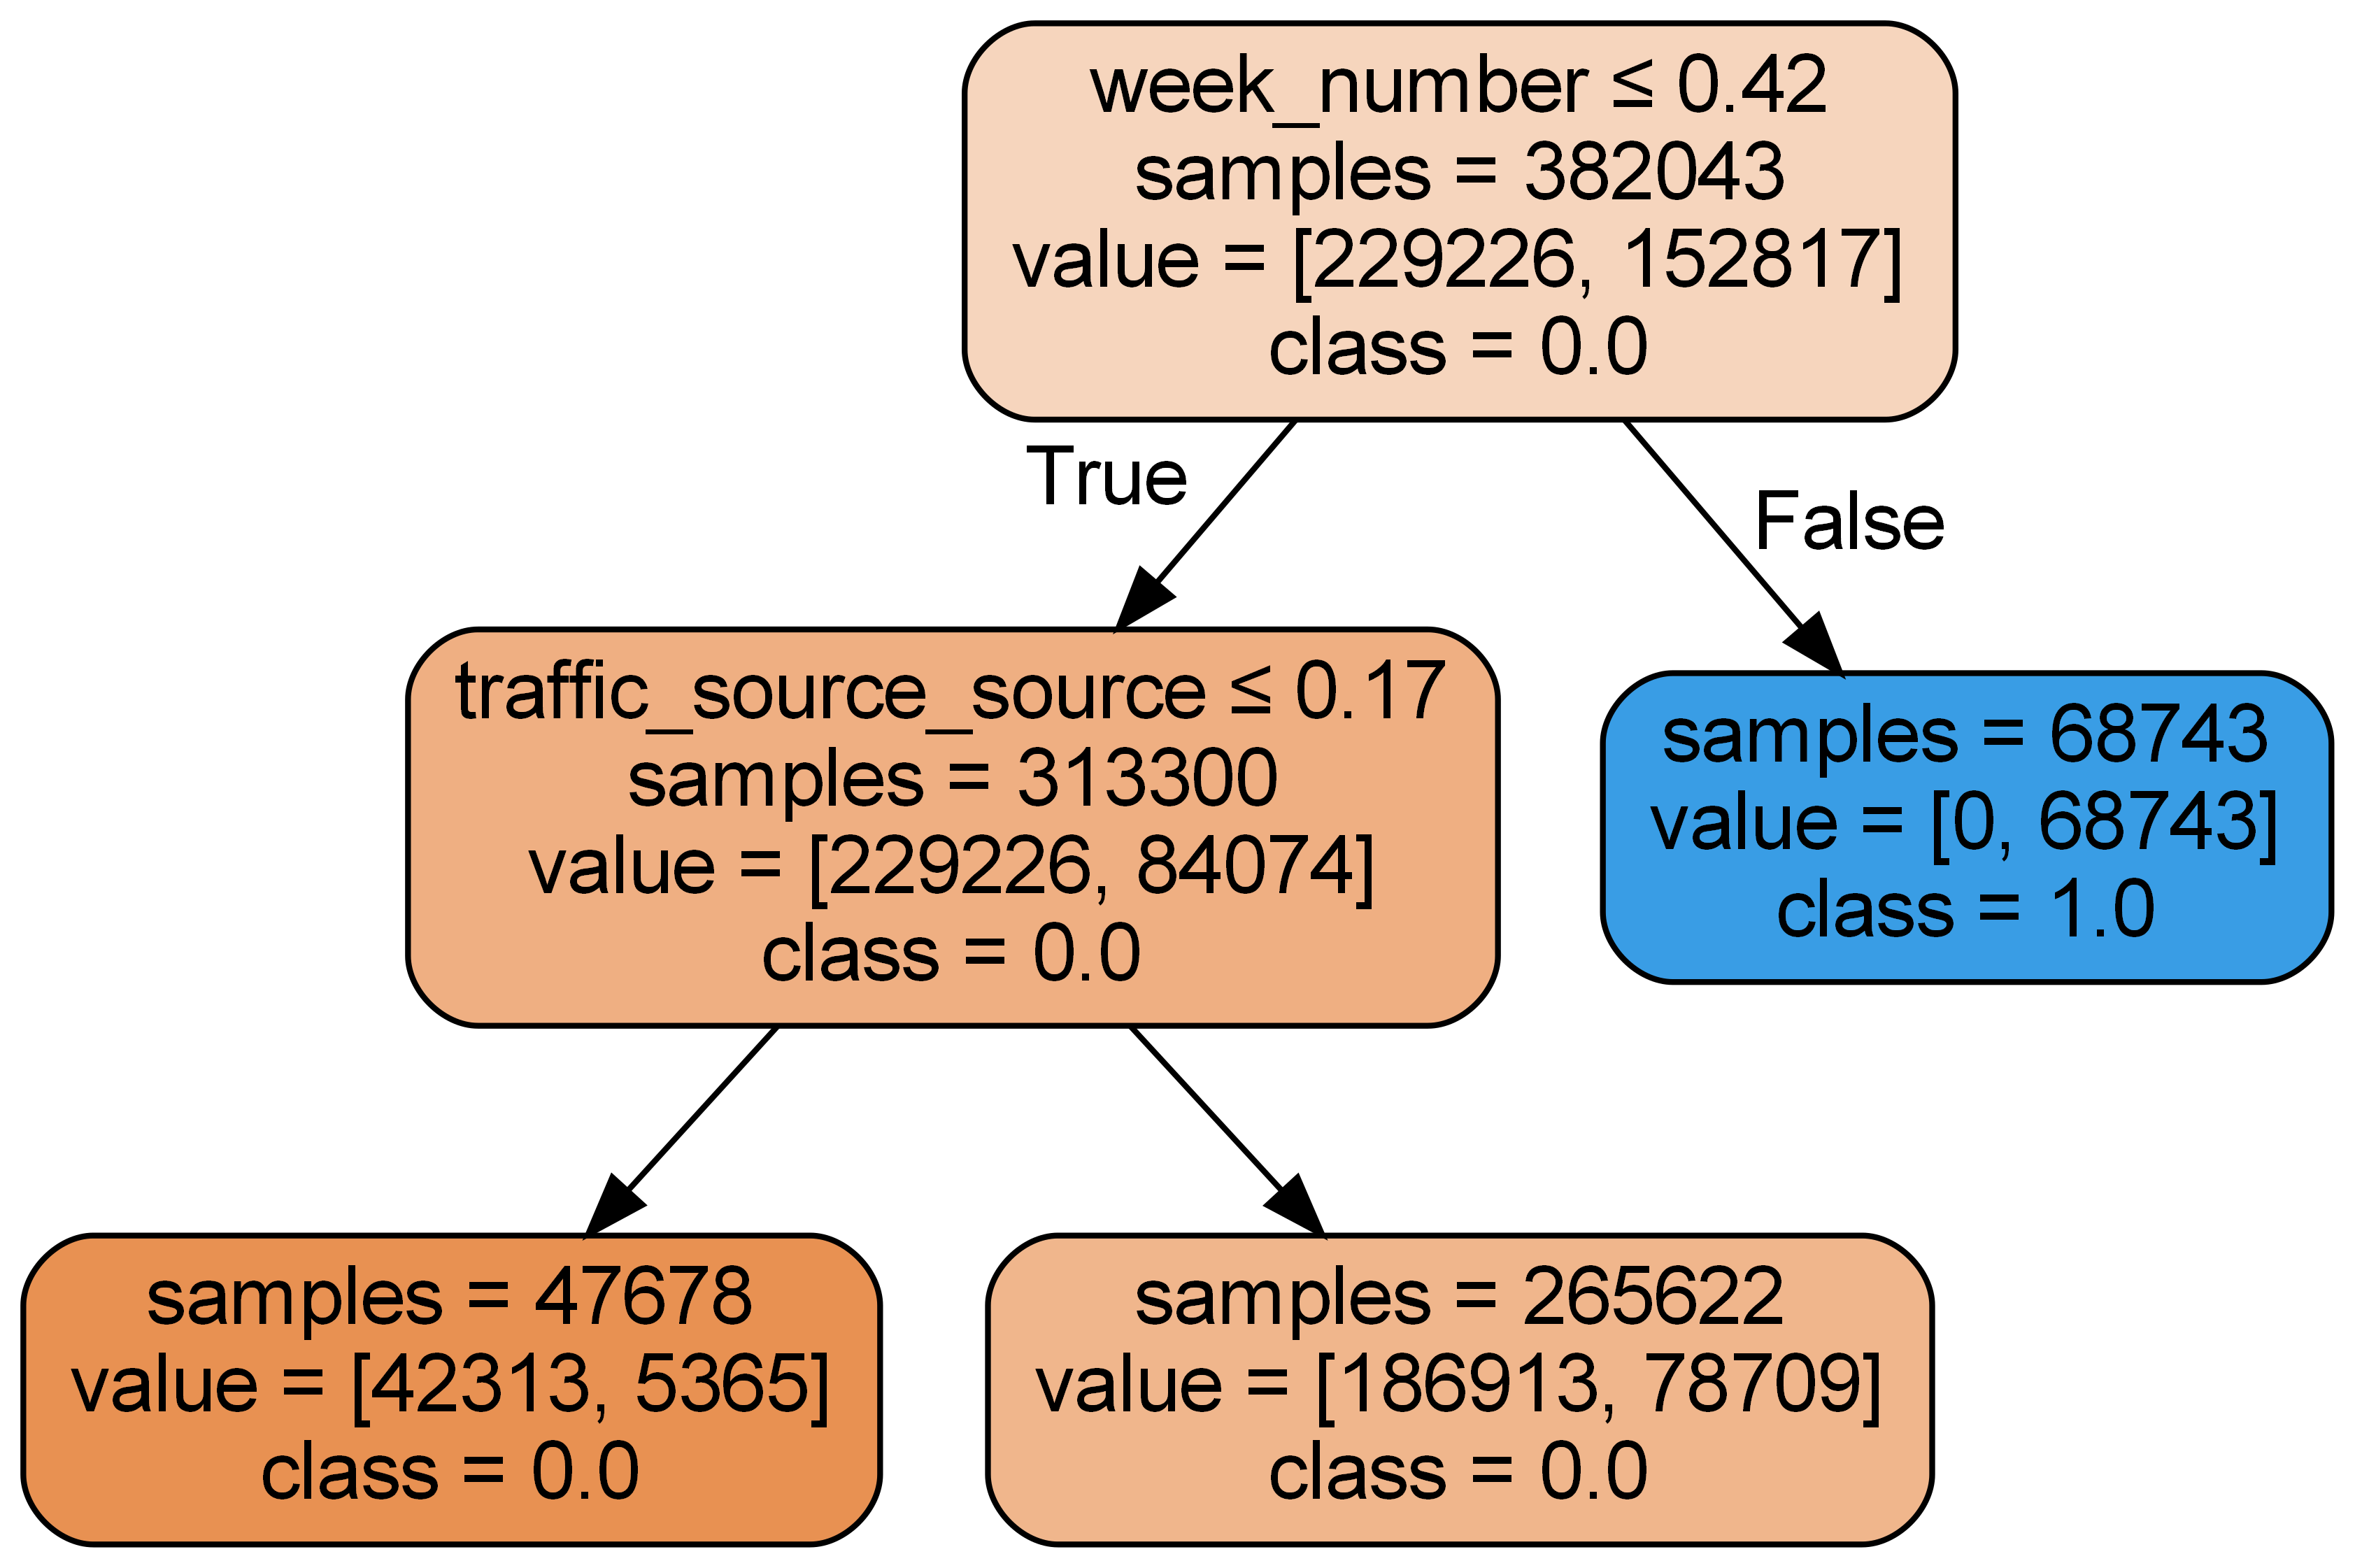 week_number ≤ 0.42
samples = 382043
value = [229226, 152817]
class = 0.0
True
False
traffic_source_source ≤ 0.17
samples = 313300
value = [229226, 84074]
class = 0.0
samples = 68743
value = [0, 68743]
class = 1.0
samples = 47678
value = [42313, 5365]
class = 0.0
samples = 265622
value = [186913, 78709]
class = 0.0